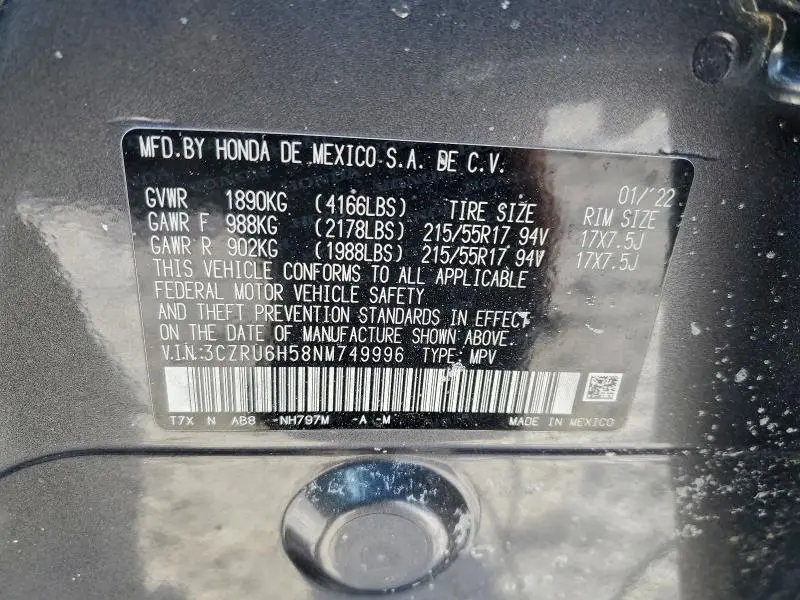 MFD.BY HONDA DE MEXICO S.A. DE C.V.
01/'22
GVWR 1890KG (4166LBS) TIRE SIZE RIM SIZE
GAWR F 988KG (2178LBS) 215/55R17 94V 17X7.5J
GAWR R 902KG (1988LBS) 215/55R17 94V 17X7.5J
THIS VEHICLE CONFORMS TO ALL APPLICABLE
FEDERAL MOTOR VEHICLE SAFETY
AND THEFT PREVENTION STANDARDS IN EFFECT
ON THE DATE OF MANUFACTURE SHOWN ABOVE.
V.I.N.:3CZRU6H58NM749996 TYPE: MPV
T7X N AB8 -NH797M -A -M MADE IN MEXICO